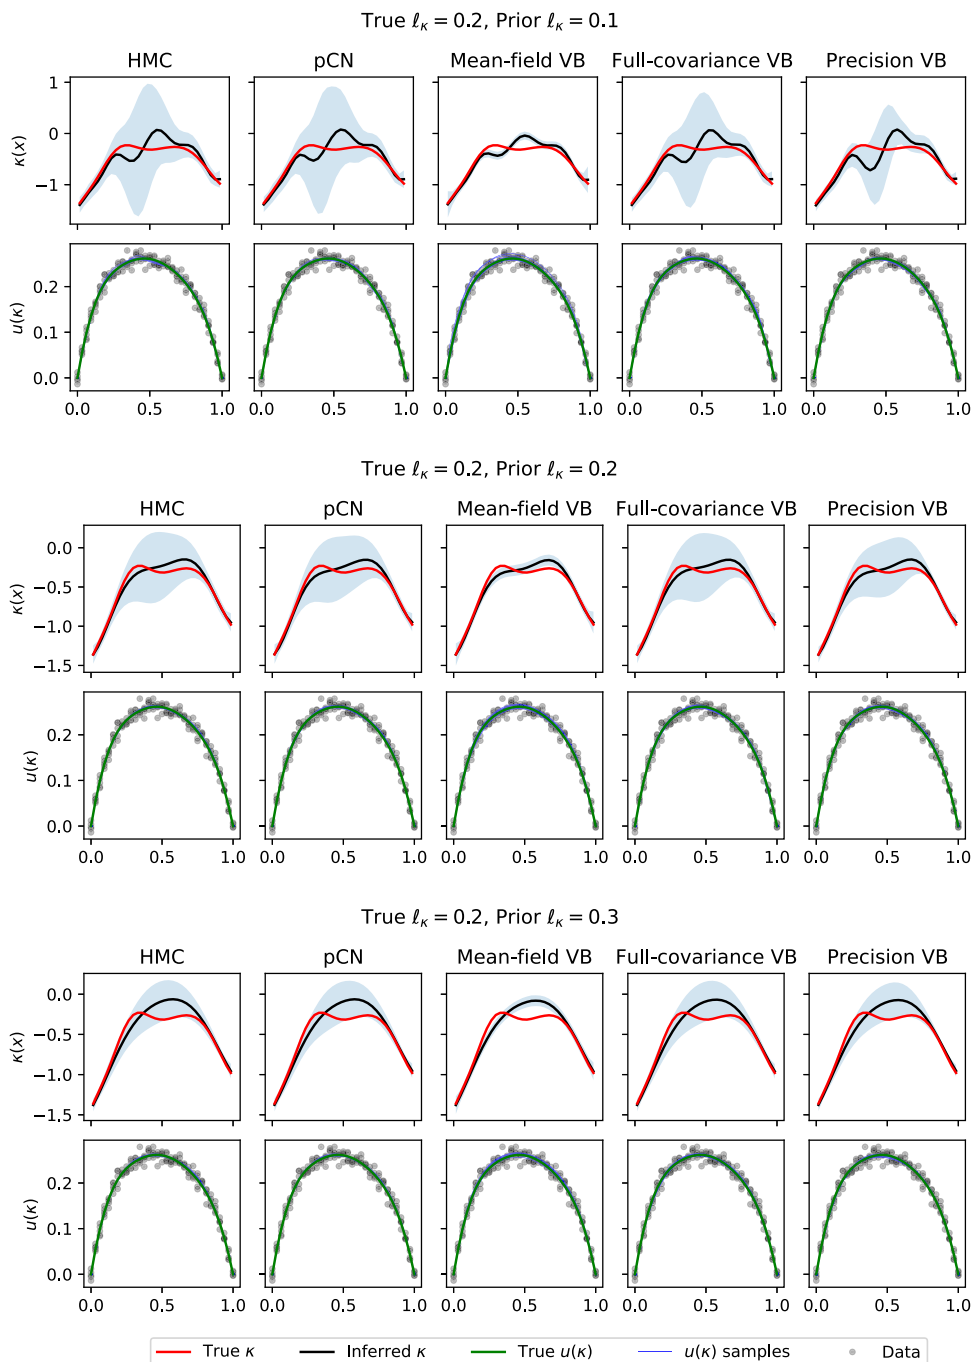 True ℓκ = 0.2, Prior ℓκ = 0.1
HMC pCN Mean-field VB Full-covariance VB Precision VB
κ(x)
1
0
−1
u(κ)
0.2
0.1
0.0
0.0 0.5 1.0 0.0 0.5 1.0 0.0 0.5 1.0 0.0 0.5 1.0 0.0 0.5 1.0
True ℓκ = 0.2, Prior ℓκ = 0.2
HMC pCN Mean-field VB Full-covariance VB Precision VB
κ(x)
0.0
−0.5
−1.0
−1.5
u(κ)
0.2
0.1
0.0
0.0 0.5 1.0 0.0 0.5 1.0 0.0 0.5 1.0 0.0 0.5 1.0 0.0 0.5 1.0
True ℓκ = 0.2, Prior ℓκ = 0.3
HMC pCN Mean-field VB Full-covariance VB Precision VB
κ(x)
0.0
−0.5
−1.0
−1.5
u(κ)
0.2
0.1
0.0
0.0 0.5 1.0 0.0 0.5 1.0 0.0 0.5 1.0 0.0 0.5 1.0 0.0 0.5 1.0
True κ Inferred κ True u(κ) u(κ) samples Data